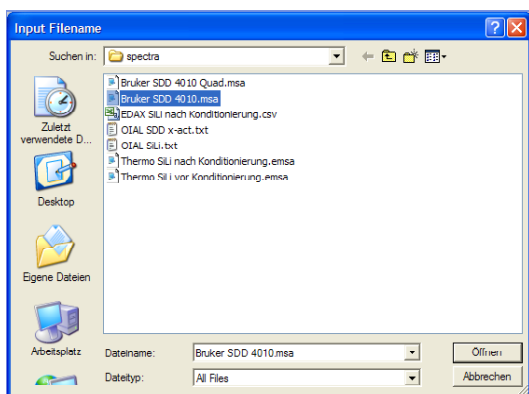 Input Filename
Suchen in:
spectra
Zuletzt
verwendete D...
Desktop
Eigene Dateien
Arbeitsplatz
Bruker SDD 4010 Quad.msa
Bruker SDD 4010.msa
EDAX SiLi nach Konditionierung.csv
OIAL SDD x-act.txt
OIAL SiLi.txt
Thermo SiLi nach Konditionierung.emsa
Thermo SiLi vor Konditionierung.emsa
Dateiname:
Bruker SDD 4010.msa
Öffnen
Dateityp:
All Files
Abbrechen